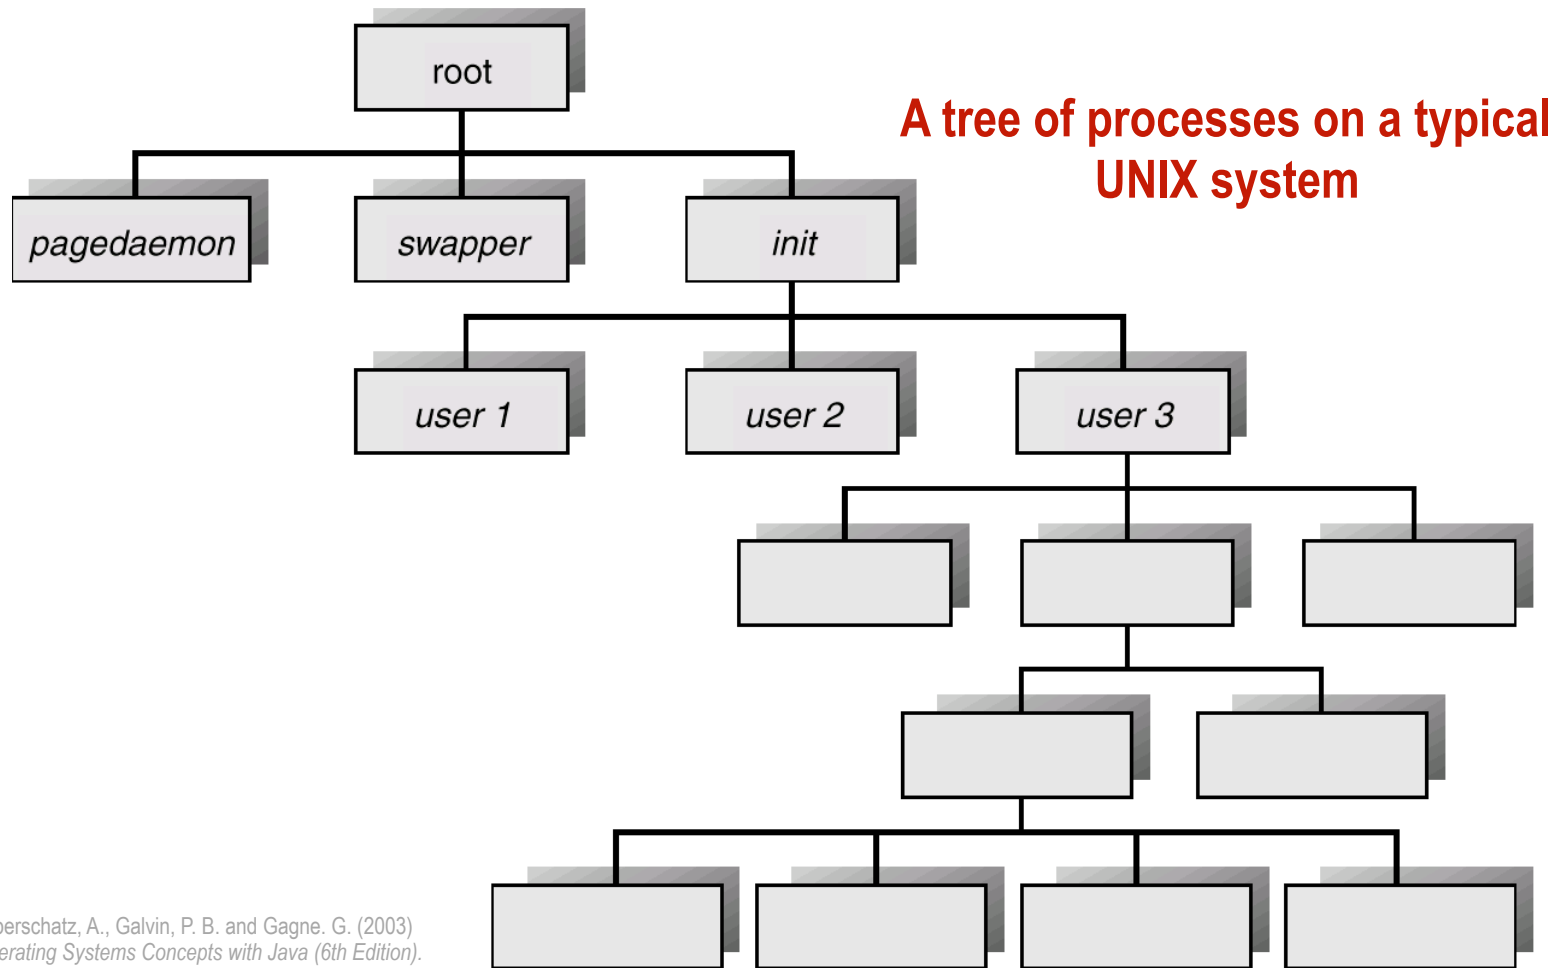 root
A tree of processes on a typical
UNIX system
pagedaemon swapper init
user 1 user 2 user 3
berschatz, A., Galvin, P. B. and Gagne. G. (2003)
erating Systems Concepts with Java (6th Edition).